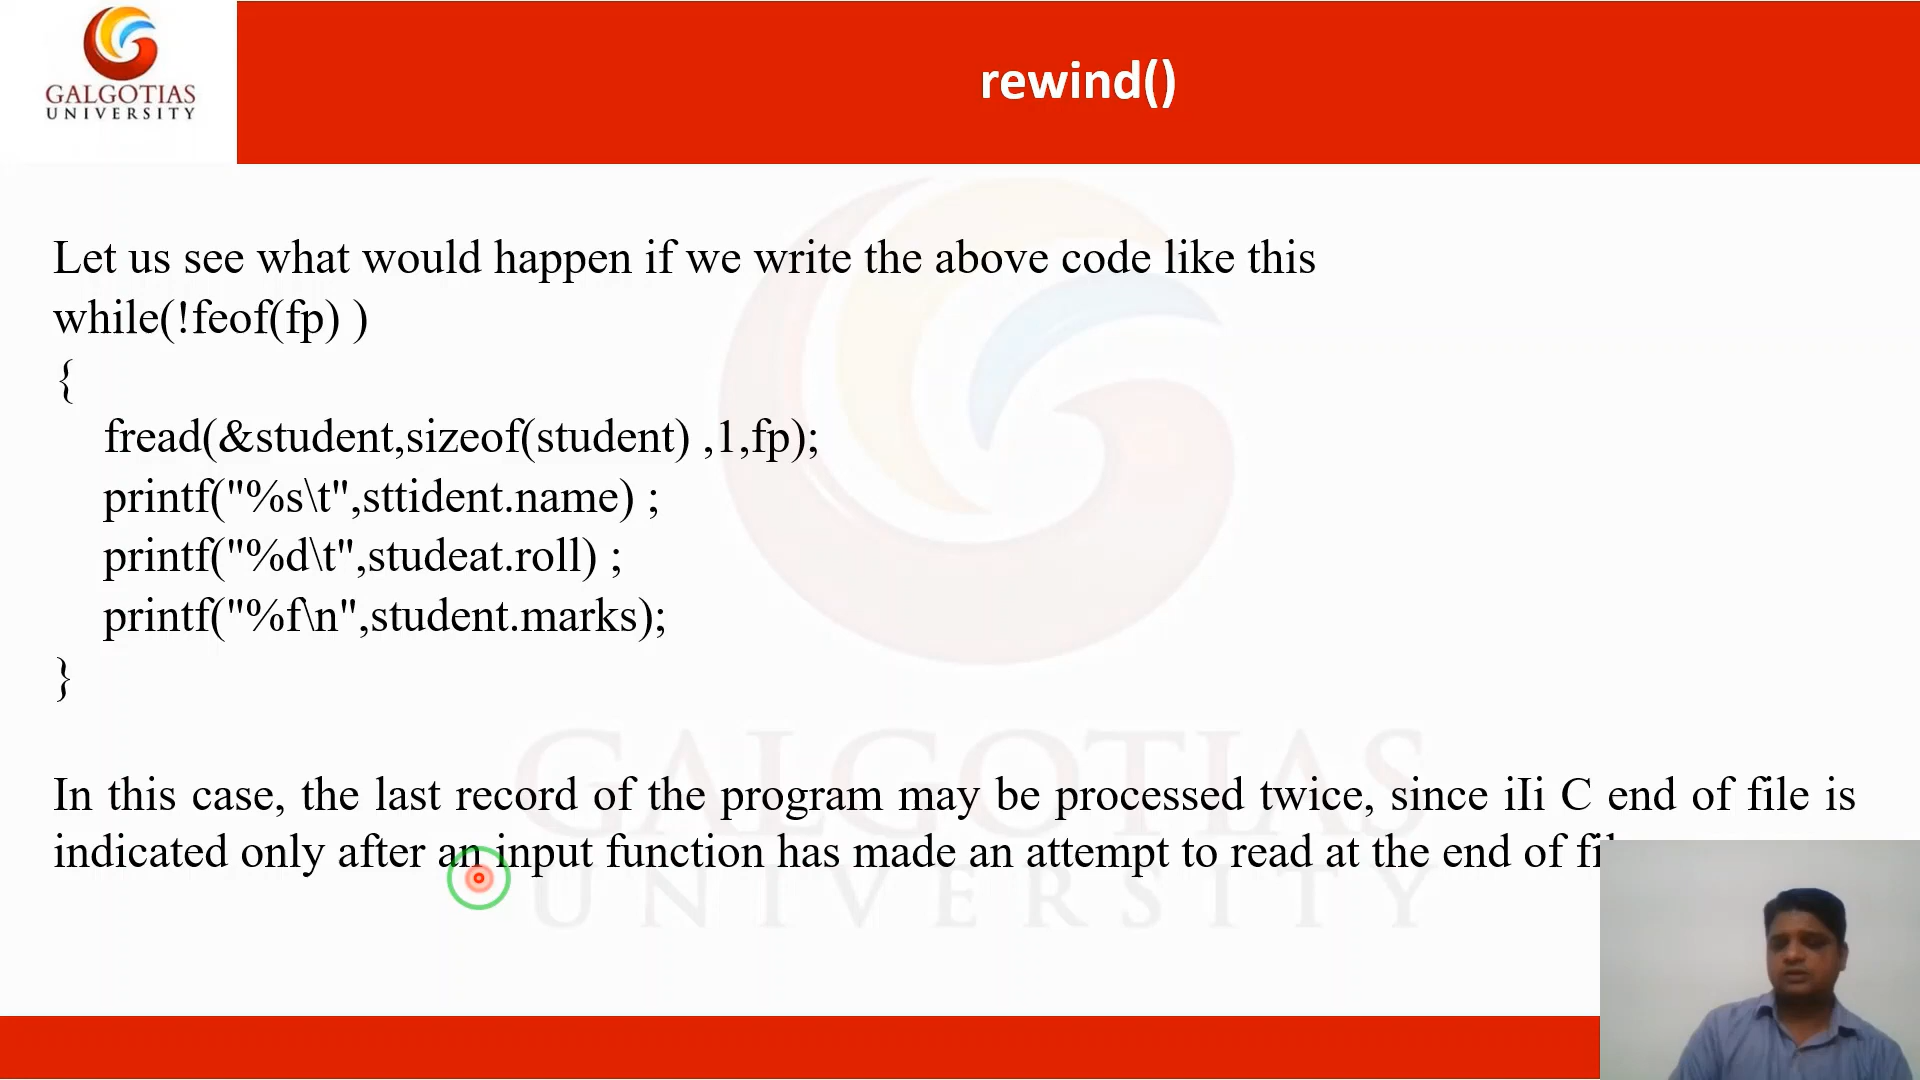 GALGOTIAS
UNIVERSITY
rewind()
Let us see what would happen if we write the above code like this
while(!feof(fp) )
{
fread(&student,sizeof(student) ,1,fp);
printf("%s\t",sttident.name) ;
printf("%d\t",studeat.roll) ;
printf("%f\n",student.marks);
}
In this case, the last record of the program may be processed twice, since iIi C end of file is
indicated only after an input function has made an attempt to read at the end of
GALGOTIAS
UNIVERSITY